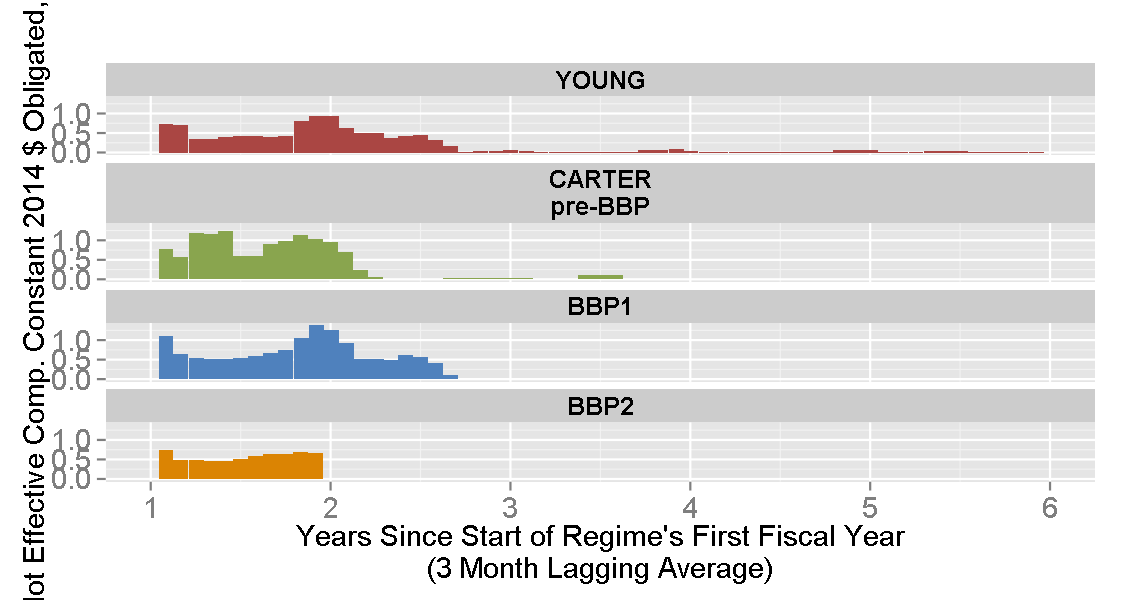 lot Effective Comp. Constant 2014 $ Obligated,
YOUNG
1.0
0.5
0.0
CARTER
pre-BBP
1.0
0.5
0.0
BBP1
1.0
0.5
0.0
BBP2
1.0
0.5
0.0
1 2 3 4 5 6
Years Since Start of Regime's First Fiscal Year
(3 Month Lagging Average)